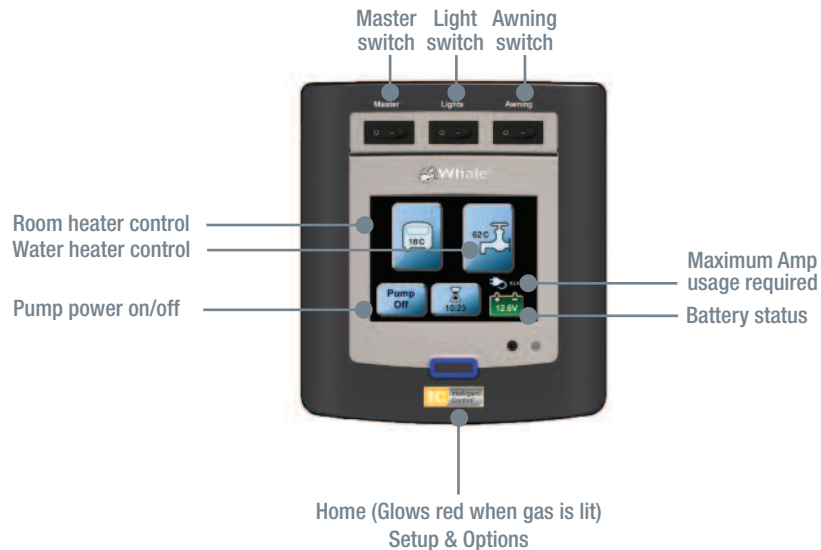 Master switch
Light switch
Awning switch
Master Lights Awning
Whale
Room heater control
Water heater control
Pump power on/off
18C
62C
Pump Off
10:23
12.6V
Maximum Amp usage required
Battery status
IC Intelligent Control
Home (Glows red when gas is lit)
Setup & Options